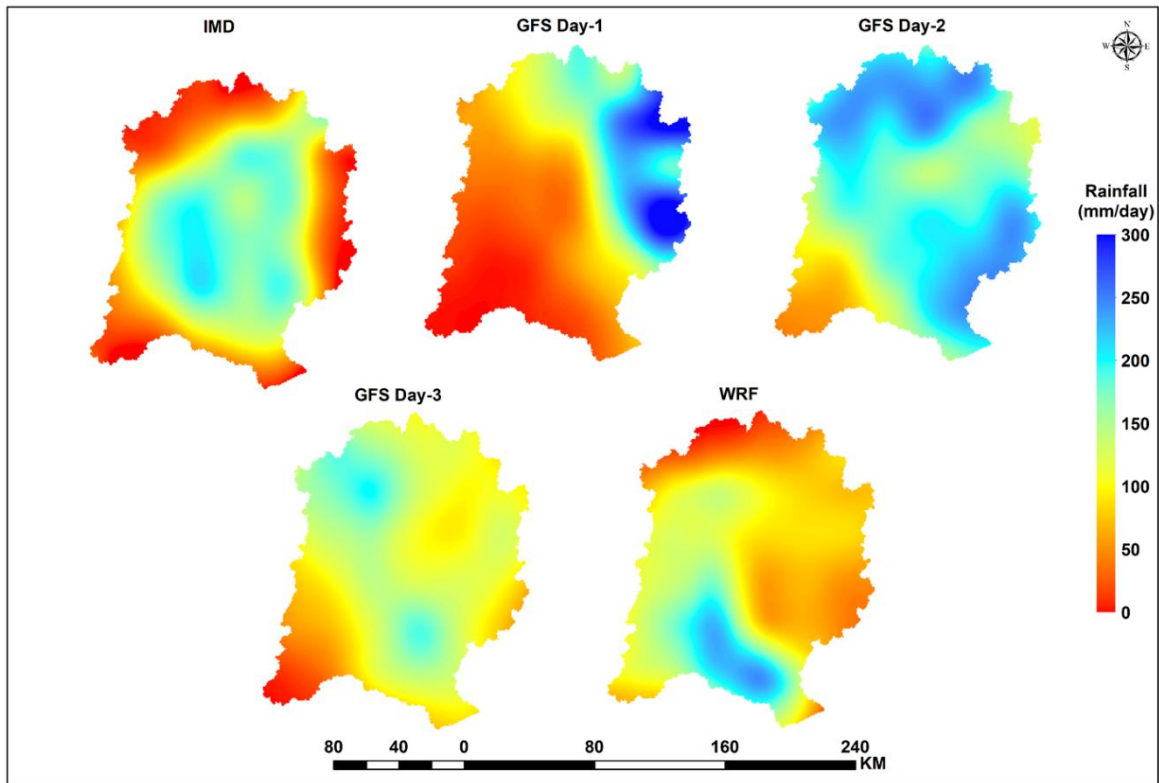 IMD
GFS Day-1
GFS Day-2
N
W E
S
Rainfall
(mm/day)
300
250
200
150
100
50
0
GFS Day-3
WRF
80 40 0 80 160 240
KM